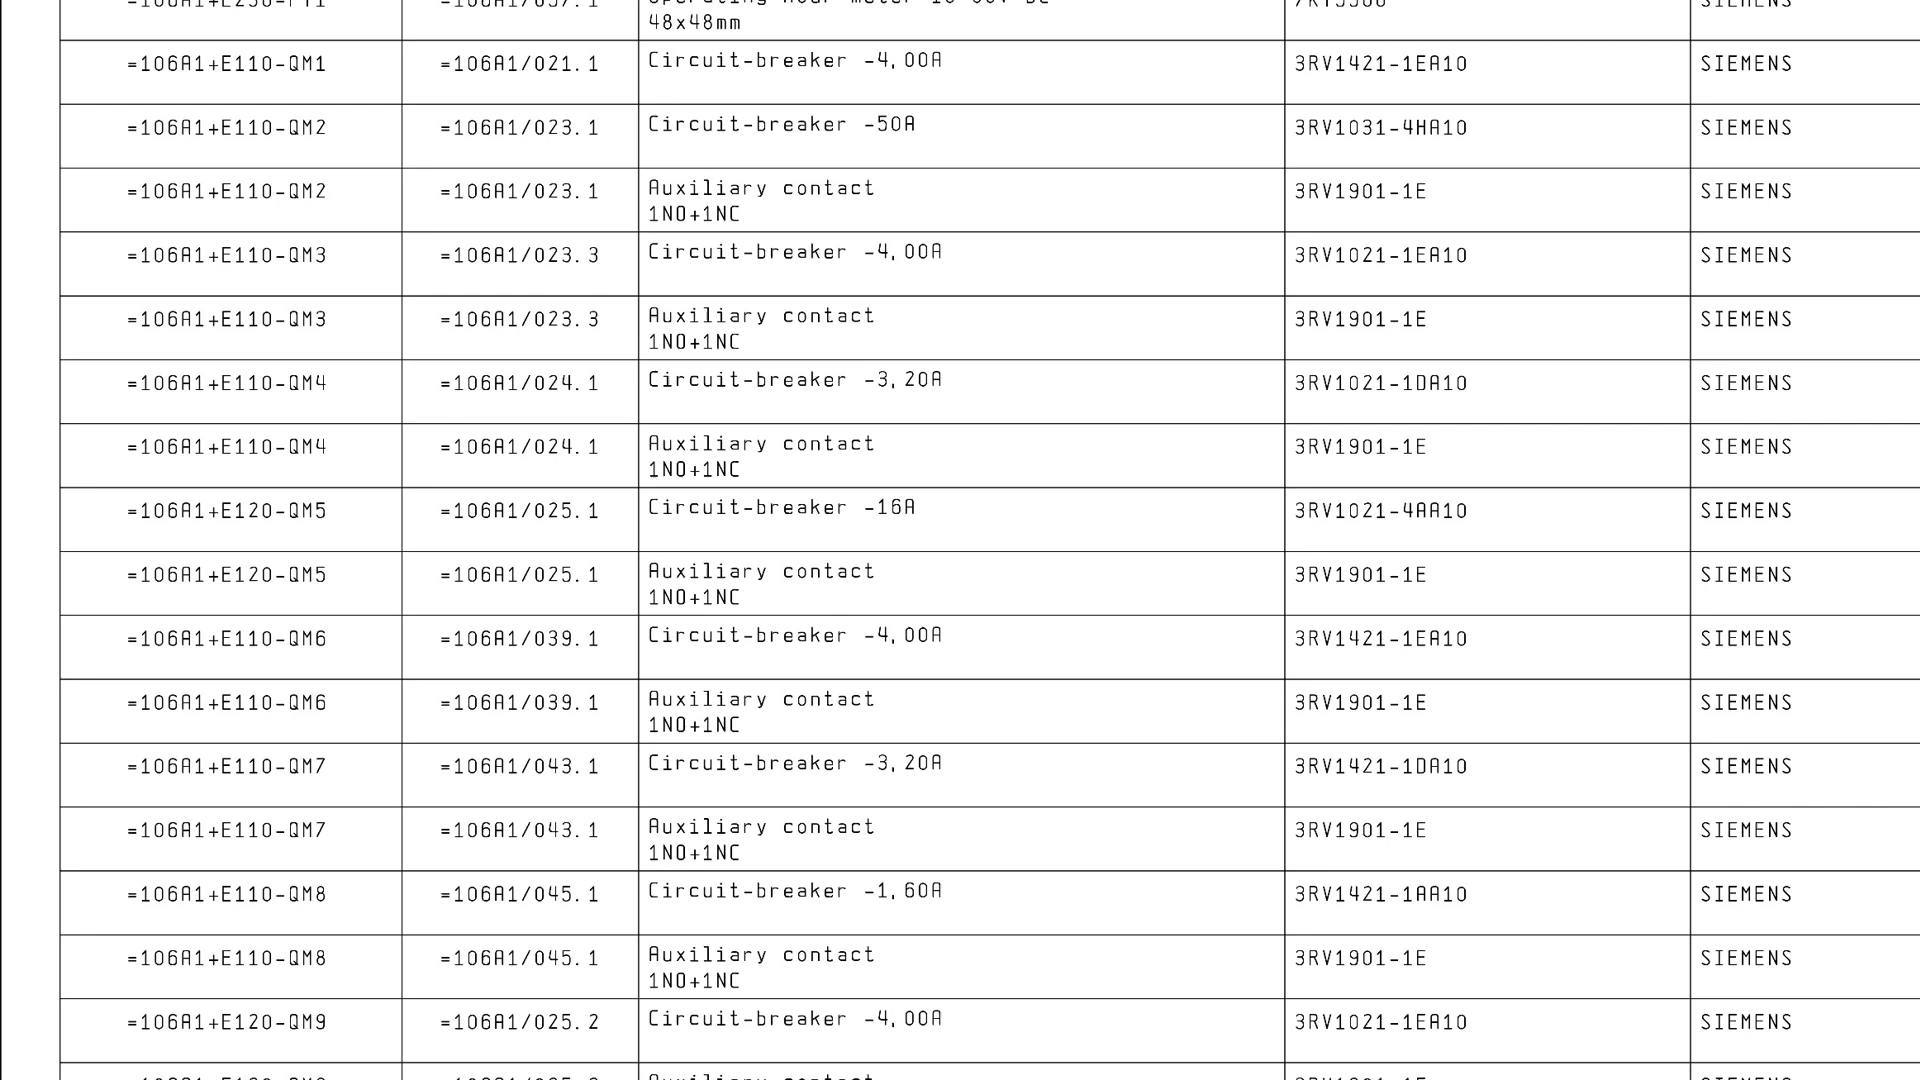 48x48mm
=106A1+E110-QM1 =106A1/021.1 Circuit-breaker -4,00A 3RV1421-1EA10 SIEMENS
=106A1+E110-QM2 =106A1/023.1 Circuit-breaker -50A 3RV1031-4HA10 SIEMENS
=106A1+E110-QM2 =106A1/023.1 Auxiliary contact 3RV1901-1E SIEMENS
1NO+1NC
=106A1+E110-QM3 =106A1/023.3 Circuit-breaker -4,00A 3RV1021-1EA10 SIEMENS
=106A1+E110-QM3 =106A1/023.3 Auxiliary contact 3RV1901-1E SIEMENS
1NO+1NC
=106A1+E110-QM4 =106A1/024.1 Circuit-breaker -3,20A 3RV1021-1DA10 SIEMENS
=106A1+E110-QM4 =106A1/024.1 Auxiliary contact 3RV1901-1E SIEMENS
1NO+1NC
=106A1+E120-QM5 =106A1/025.1 Circuit-breaker -16A 3RV1021-4AA10 SIEMENS
=106A1+E120-QM5 =106A1/025.1 Auxiliary contact 3RV1901-1E SIEMENS
1NO+1NC
=106A1+E110-QM6 =106A1/039.1 Circuit-breaker -4,00A 3RV1421-1EA10 SIEMENS
=106A1+E110-QM6 =106A1/039.1 Auxiliary contact 3RV1901-1E SIEMENS
1NO+1NC
=106A1+E110-QM7 =106A1/043.1 Circuit-breaker -3,20A 3RV1421-1DA10 SIEMENS
=106A1+E110-QM7 =106A1/043.1 Auxiliary contact 3RV1901-1E SIEMENS
1NO+1NC
=106A1+E110-QM8 =106A1/045.1 Circuit-breaker -1,60A 3RV1421-1AA10 SIEMENS
=106A1+E110-QM8 =106A1/045.1 Auxiliary contact 3RV1901-1E SIEMENS
1NO+1NC
=106A1+E120-QM9 =106A1/025.2 Circuit-breaker -4,00A 3RV1021-1EA10 SIEMENS